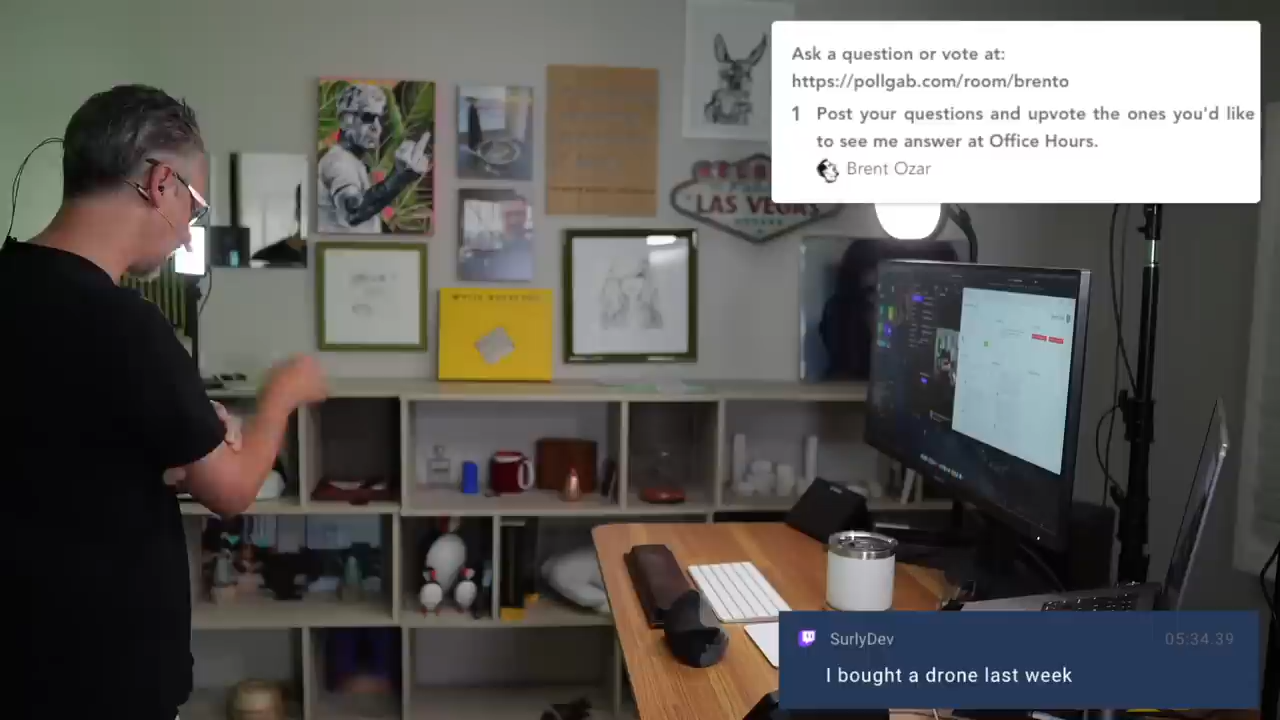 Ask a question or vote at:
https://pollgab.com/room/brento
1 Post your questions and upvote the ones you'd like
to see me answer at Office Hours.
Brent Ozar
LAS VEGAS
SurlyDev
05:34.39
I bought a drone last week